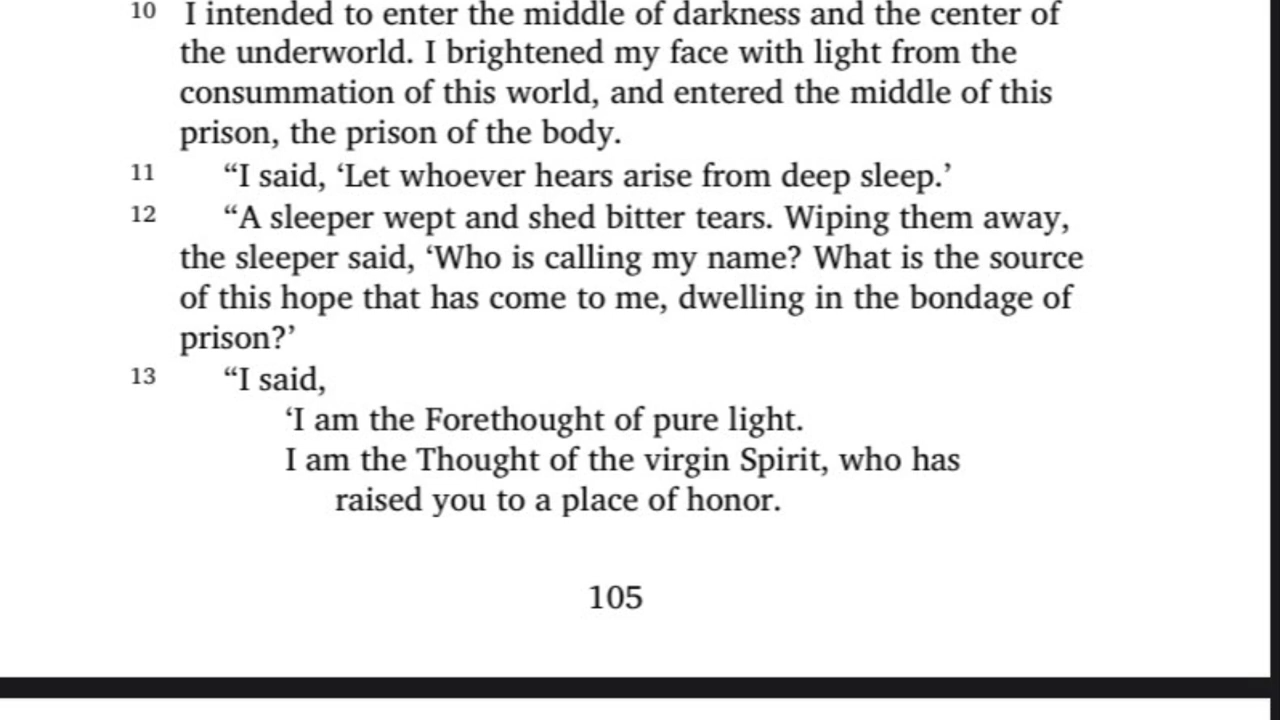 10 I intended to enter the middle of darkness and the center of
the underworld. I brightened my face with light from the
consummation of this world, and entered the middle of this
prison, the prison of the body.
11 “I said, ‘Let whoever hears arise from deep sleep.’
12 “A sleeper wept and shed bitter tears. Wiping them away,
the sleeper said, ‘Who is calling my name? What is the source
of this hope that has come to me, dwelling in the bondage of
prison?’
13 “I said,
‘I am the Forethought of pure light.
I am the Thought of the virgin Spirit, who has
raised you to a place of honor.
105